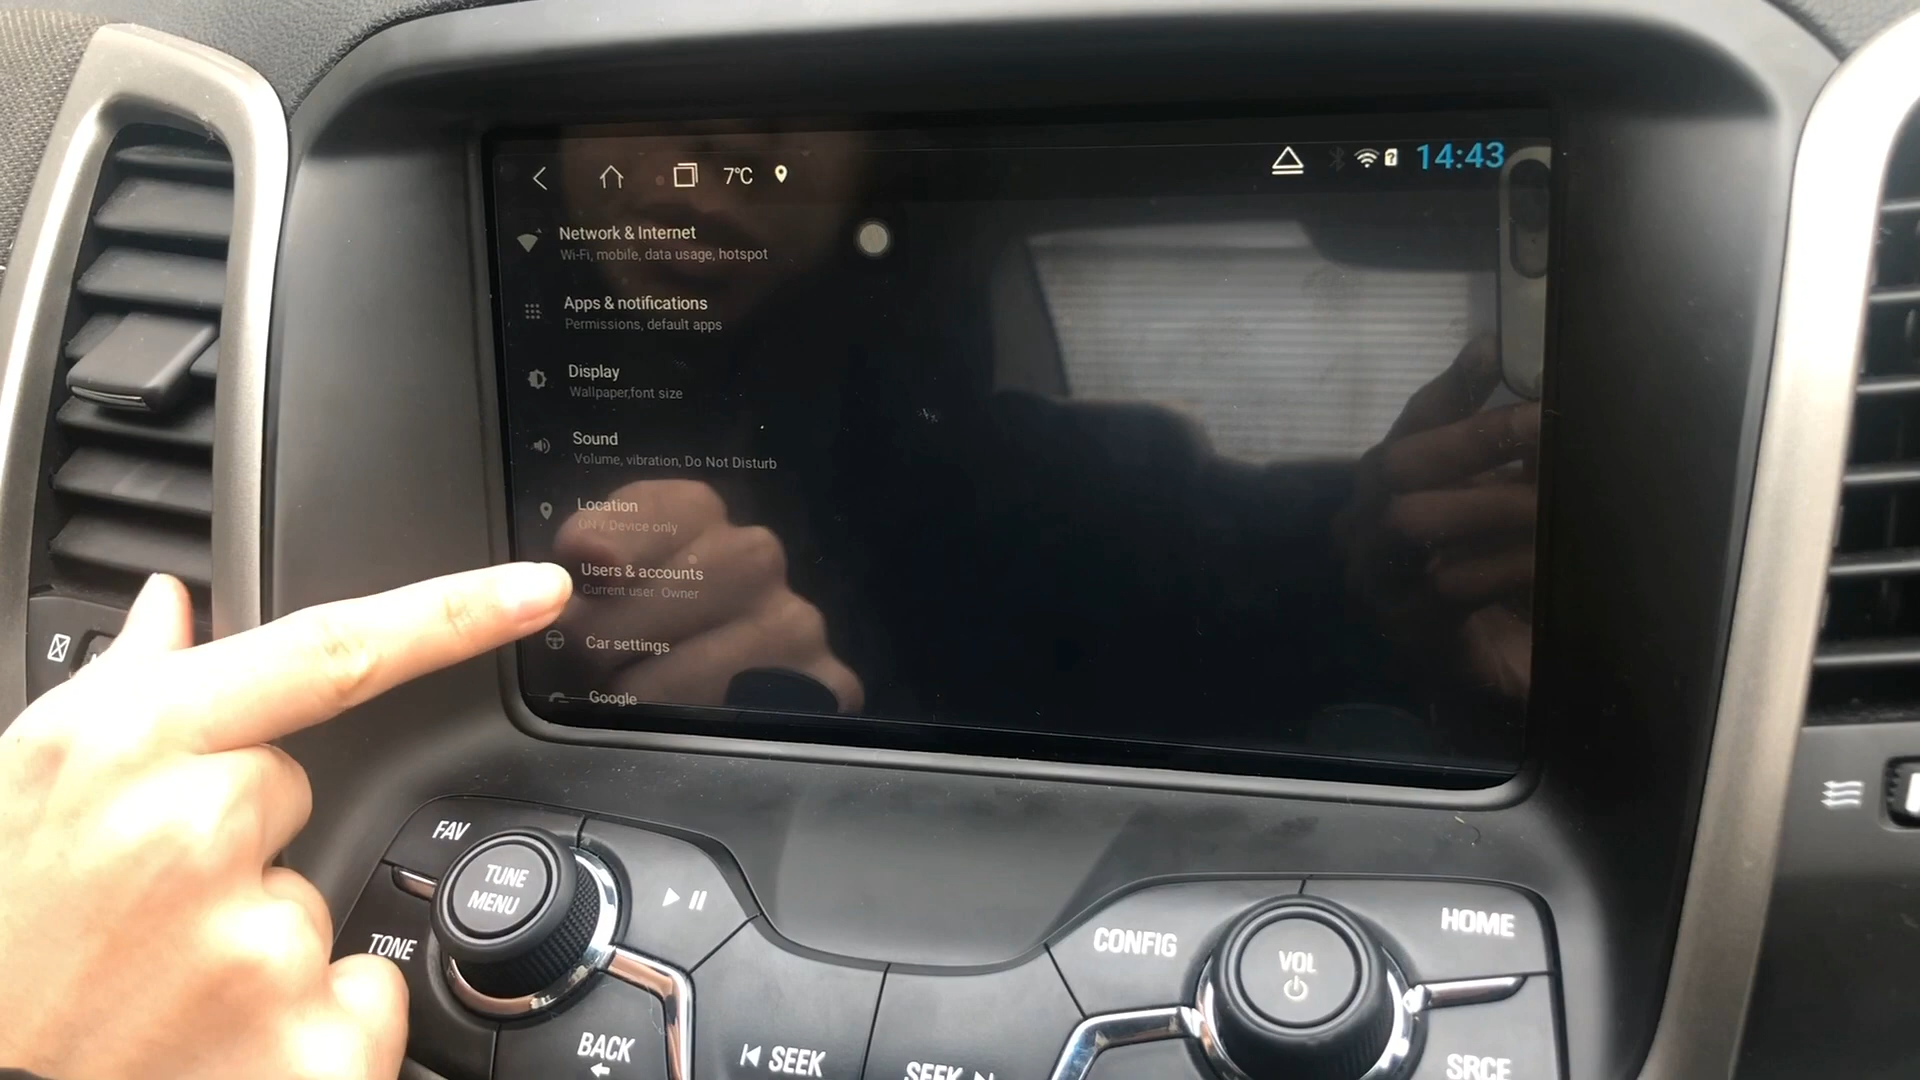 7°C
14:43
Network & Internet
Wi-Fi, mobile, data usage, hotspot
Apps & notifications
Permissions, default apps
Display
Wallpaper,font size
Sound
Volume, vibration, Do Not Disturb
Location
ON / Device only
Users & accounts
Current user: Owner
Car settings
Google
FAV
TUNE
MENU
TONE
BACK
SEEK
SEEK
CONFIG
VOL
HOME
SRCE